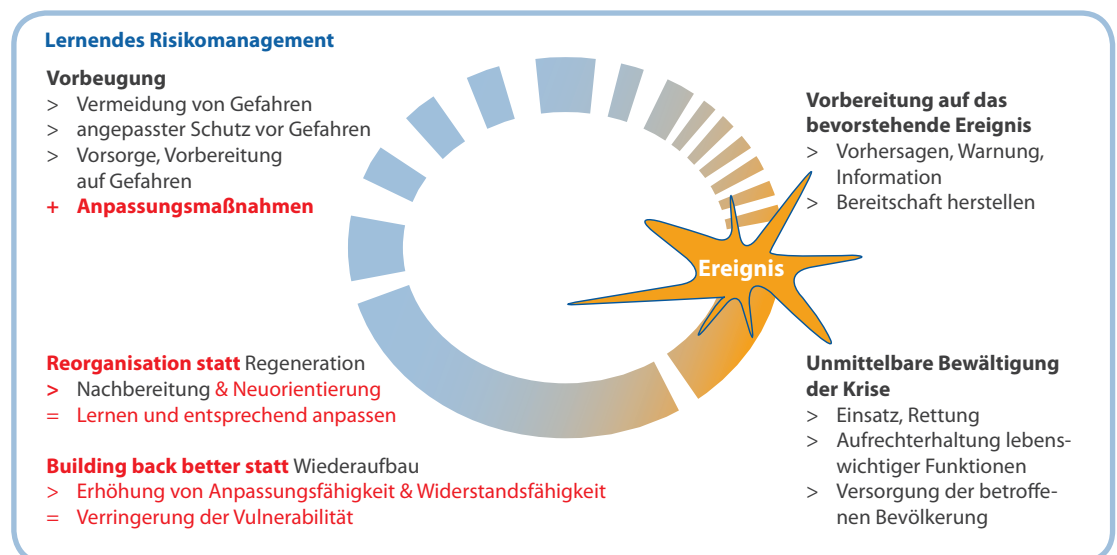 Lernendes Risikomanagement
Vorbeugung
> Vermeidung von Gefahren
> angepasster Schutz vor Gefahren
> Vorsorge, Vorbereitung
auf Gefahren
+ Anpassungsmaßnahmen
Vorbereitung auf das
bevorstehende Ereignis
> Vorhersagen, Warnung,
Information
> Bereitschaft herstellen
Ereignis
Reorganisation statt Regeneration
> Nachbereitung & Neuorientierung
= Lernen und entsprechend anpassen
Building back better statt Wiederaufbau
> Erhöhung von Anpassungsfähigkeit & Widerstandsfähigkeit
= Verringerung der Vulnerabilität
Unmittelbare Bewältigung
der Krise
> Einsatz, Rettung
> Aufrechterhaltung lebens-
wichtiger Funktionen
> Versorgung der betroffe-
nen Bevölkerung